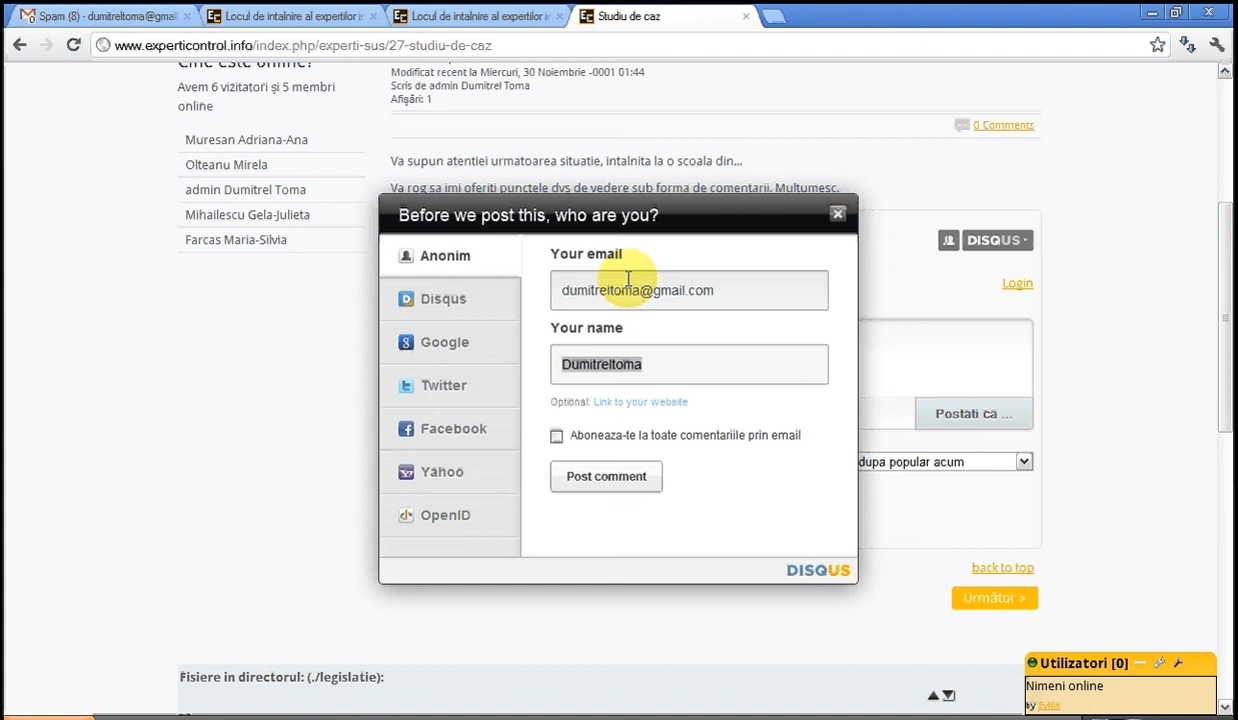 Spam (8) - dumitreltoma@gmai
Locul de intalnire al expertilor i
Locul de intalnire al expertilor i
Studiu de caz
www.experticontrol.info/index.php/experti-sus/27-studiu-de-caz
Cine este online?
Avem 6 vizitatori și 5 membri
online
Muresan Adriana-Ana
Olteanu Mirela
admin Dumitrel Toma
Mihailescu Gela-Julieta
Farcas Maria-Silvia
Modificat recent la Miercuri, 30 Noiembrie -0001 01:44
Scris de admin Dumitrel Toma
Afișări: 1
0 Comments
Va supun atentiei urmatoarea situatie, intalnita la o scoala din...
Va rog sa imi oferiti punctele dvs de vedere sub forma de comentarii. Multumesc.
Before we post this, who are you?
Anonim
Disqus
Google
Twitter
Facebook
Yahoo
OpenID
Your email
dumitreltoma@gmail.com
Your name
Dumitreltoma
Optional: Link to your website
Aboneaza-te la toate comentariile prin email
Post comment
DISQUS
DISQUS
Login
Postati ca ...
dupa popular acum
back to top
Următor >
Fisiere in directorul: (./legislatie):
Utilizatori [0]
Nimeni online
by EvNix